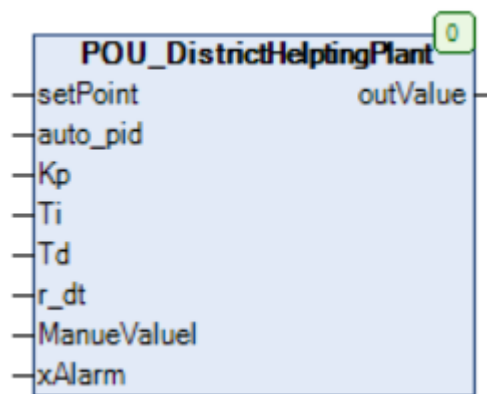 0
POU_DistrictHelptingPlant
setPoint outValue
auto_pid
Kp
Ti
Td
r_dt
ManueValuel
xAlarm